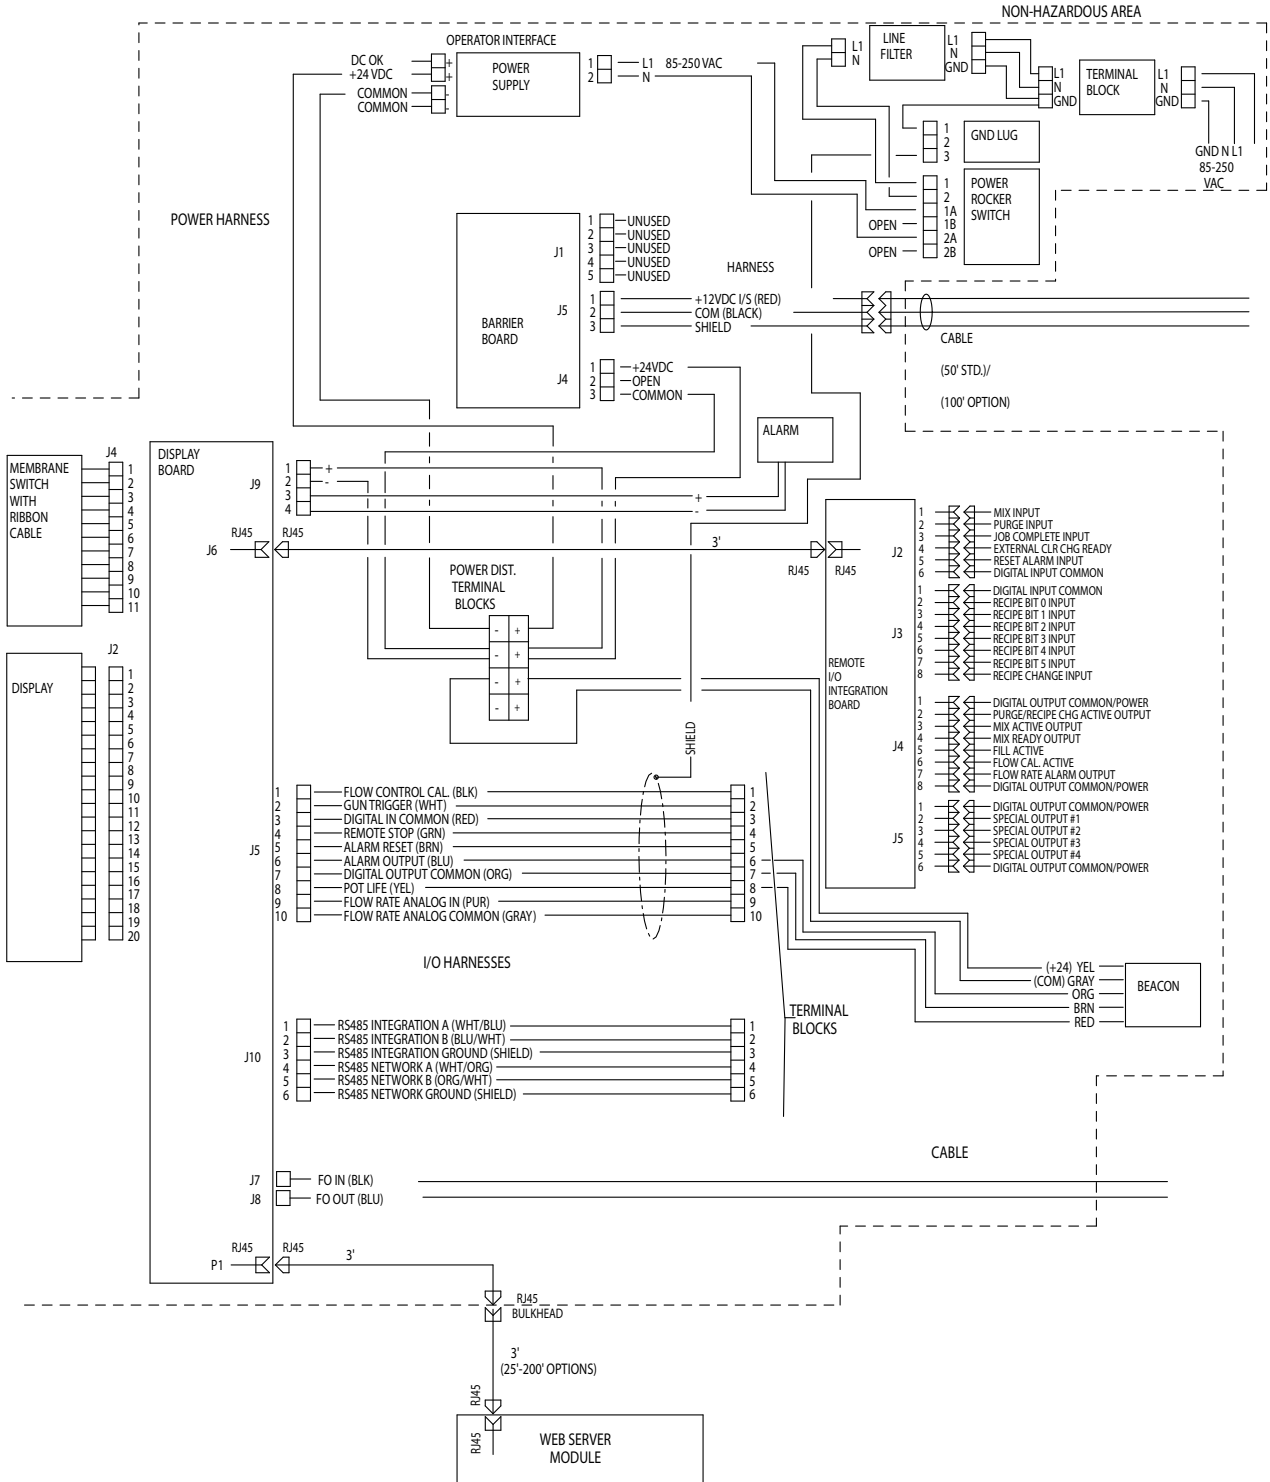 NON-HAZARDOUS AREA
OPERATOR INTERFACE
DC OK
+24 VDC
COMMON
COMMON
+
+
-
-
POWER
SUPPLY
1
2
L1 85-250 VAC
N
L1
N
LINE
FILTER
L1
N
GND
L1
N
GND
TERMINAL
BLOCK
L1
N
GND
GND N L1
85-250
VAC
1
2
3
GND LUG
1
2
1A
1B
2A
2B
OPEN
OPEN
POWER
ROCKER
SWITCH
POWER HARNESS
BARRIER
BOARD
J1
1
2
3
4
5
UNUSED
UNUSED
UNUSED
UNUSED
UNUSED
HARNESS
J5
1
2
3
+12VDC I/S (RED)
COM (BLACK)
SHIELD
J4
1
2
3
+24VDC
OPEN
COMMON
CABLE
(50' STD.)/
(100' OPTION)
ALARM
+
-
MEMBRANE
SWITCH
WITH
RIBBON
CABLE
J4
1
2
3
4
5
6
7
8
9
10
11
DISPLAY
BOARD
J9
1
2
3
4
+
-
J6
RJ45
RJ45
3'
RJ45
RJ45
POWER DIST.
TERMINAL
BLOCKS
- +
- +
- +
- +
SHIELD
DISPLAY
J2
1
2
3
4
5
6
7
8
9
10
11
12
13
14
15
16
17
18
19
20
REMOTE
I/O
INTEGRATION
BOARD
J2
1 MIX INPUT
2 PURGE INPUT
3 JOB COMPLETE INPUT
4 EXTERNAL CLR CHG READY
5 RESET ALARM INPUT
6 DIGITAL INPUT COMMON
J3
1 DIGITAL INPUT COMMON
2 RECIPE BIT 0 INPUT
3 RECIPE BIT 1 INPUT
4 RECIPE BIT 2 INPUT
5 RECIPE BIT 3 INPUT
6 RECIPE BIT 4 INPUT
7 RECIPE BIT 5 INPUT
8 RECIPE CHANGE INPUT
J4
1 DIGITAL OUTPUT COMMON/POWER
2 PURGE/RECIPE CHG ACTIVE OUTPUT
3 MIX ACTIVE OUTPUT
4 MIX READY OUTPUT
5 FILL ACTIVE
6 FLOW CAL. ACTIVE
7 FLOW RATE ALARM OUTPUT
8 DIGITAL OUTPUT COMMON/POWER
J5
1 DIGITAL OUTPUT COMMON/POWER
2 SPECIAL OUTPUT #1
3 SPECIAL OUTPUT #2
4 SPECIAL OUTPUT #3
5 SPECIAL OUTPUT #4
6 DIGITAL OUTPUT COMMON/POWER
J5
1 FLOW CONTROL CAL. (BLK) 1
2 GUN TRIGGER (WHT) 2
3 DIGITAL IN COMMON (RED) 3
4 REMOTE STOP (GRN) 4
5 ALARM RESET (BRN) 5
6 ALARM OUTPUT (BLU) 6
7 DIGITAL OUTPUT COMMON (ORG) 7
8 POT LIFE (YEL) 8
9 FLOW RATE ANALOG IN (PUR) 9
10 FLOW RATE ANALOG COMMON (GRAY) 10
I/O HARNESSES
TERMINAL
BLOCKS
(+24) YEL
(COM) GRAY
ORG
BRN
RED
BEACON
J10
1 RS485 INTEGRATION A (WHT/BLU) 1
2 RS485 INTEGRATION B (BLU/WHT) 2
3 RS485 INTEGRATION GROUND (SHIELD) 3
4 RS485 NETWORK A (WHT/ORG) 4
5 RS485 NETWORK B (ORG/WHT) 5
6 RS485 NETWORK GROUND (SHIELD) 6
CABLE
J7 FO IN (BLK)
J8 FO OUT (BLU)
P1
RJ45
RJ45
3'
RJ45
BULKHEAD
3'
(25'-200' OPTIONS)
RJ45
RJ45
WEB SERVER
MODULE